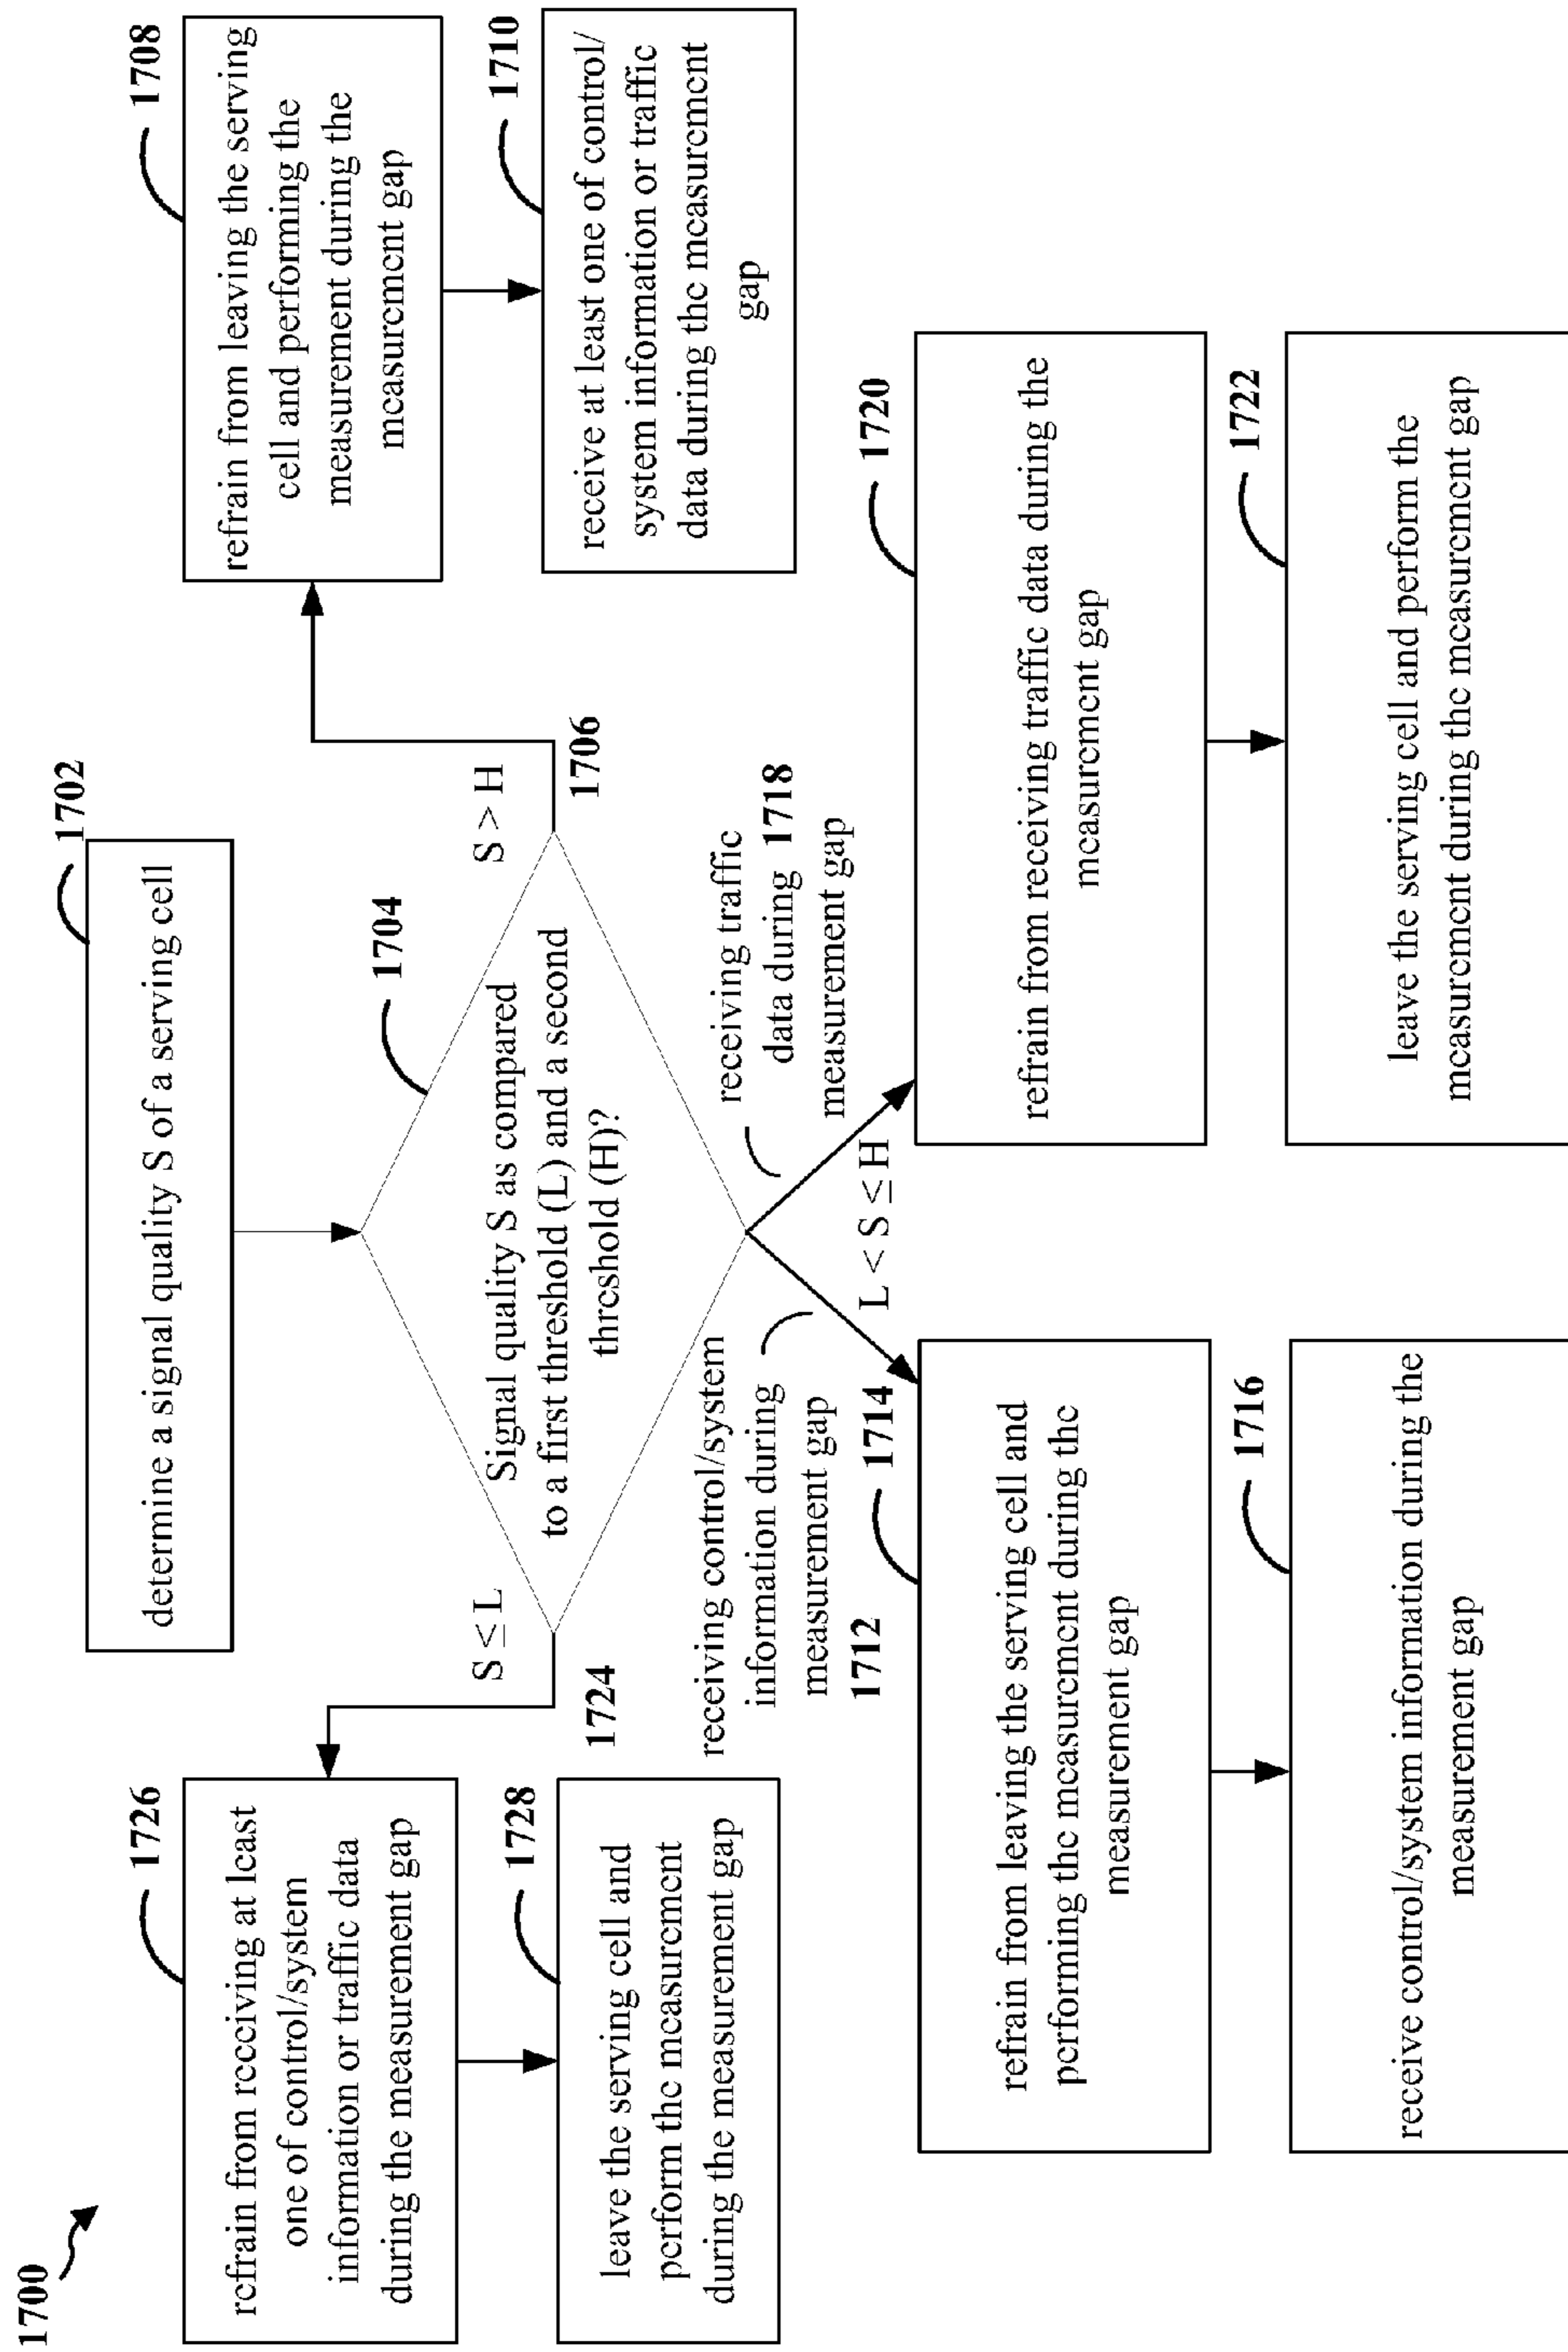 1700
1702
determine a signal quality S of a serving cell
1704
Signal quality S as compared
to a first threshold (L) and a second
threshold (H)?
S ≤ L
1724
1726
refrain from receiving at least
one of control/system
information or traffic data
during the measurement gap
1728
leave the serving cell and
perform the measurement
during the measurement gap
S > H
1706
1708
refrain from leaving the serving
cell and performing the
measurement during the
measurement gap
1710
receive at least one of control/
system information or traffic
data during the measurement
gap
L < S ≤ H
receiving control/system
information during
measurement gap
1712
1714
refrain from leaving the serving cell and
performing the measurement during the
measurement gap
1716
receive control/system information during the
measurement gap
receiving traffic
data during 1718
measurement gap
1720
refrain from receiving traffic data during the
measurement gap
1722
leave the serving cell and perform the
measurement during the measurement gap